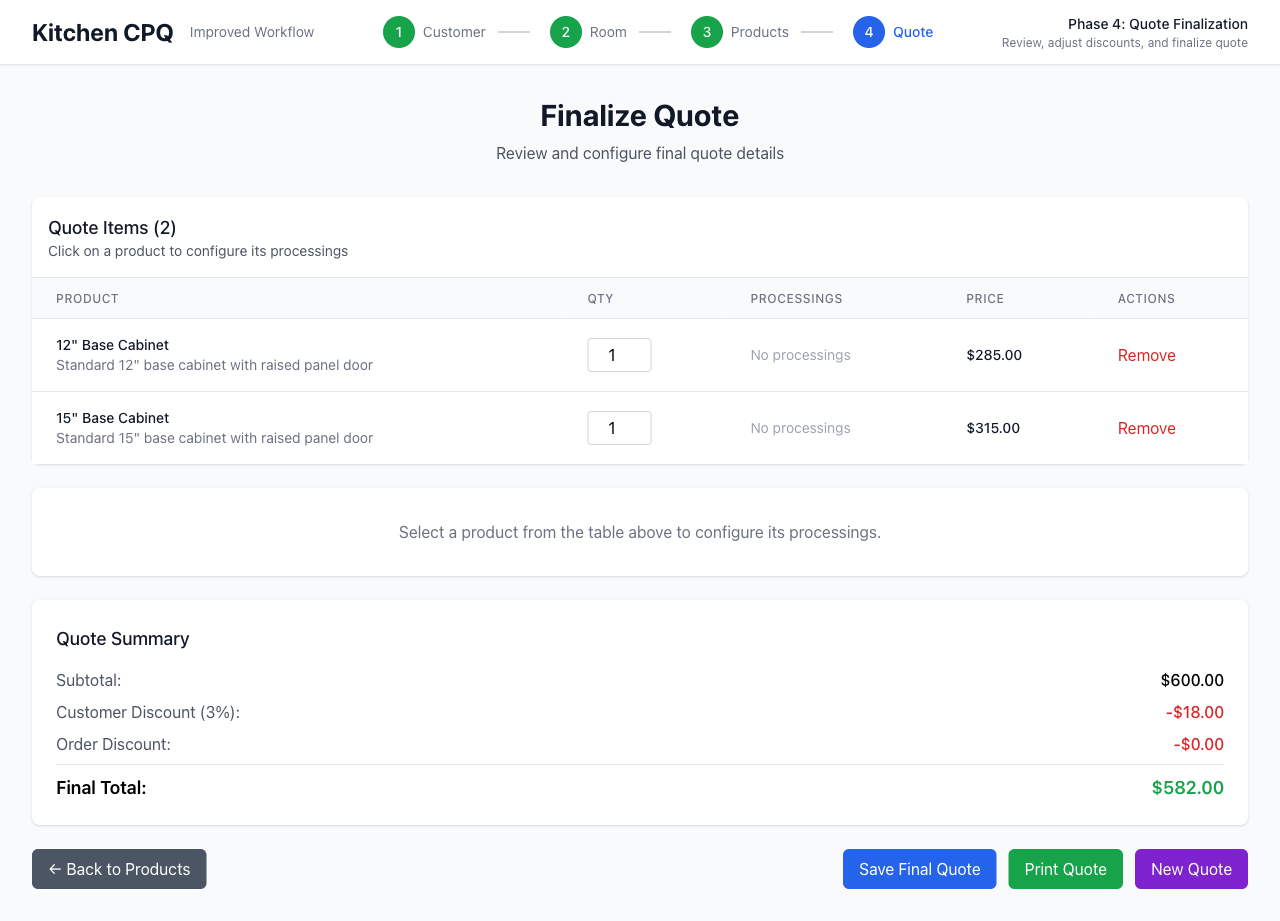 Kitchen CPQ Improved Workflow
1 Customer 2 Room 3 Products 4 Quote
Phase 4: Quote Finalization
Review, adjust discounts, and finalize quote
Finalize Quote
Review and configure final quote details
Quote Items (2)
Click on a product to configure its processings
PRODUCT QTY PROCESSINGS PRICE ACTIONS
12" Base Cabinet
Standard 12" base cabinet with raised panel door
1 No processings $285.00 Remove
15" Base Cabinet
Standard 15" base cabinet with raised panel door
1 No processings $315.00 Remove
Select a product from the table above to configure its processings.
Quote Summary
Subtotal: $600.00
Customer Discount (3%): -$18.00
Order Discount: -$0.00
Final Total: $582.00
← Back to Products Save Final Quote Print Quote New Quote